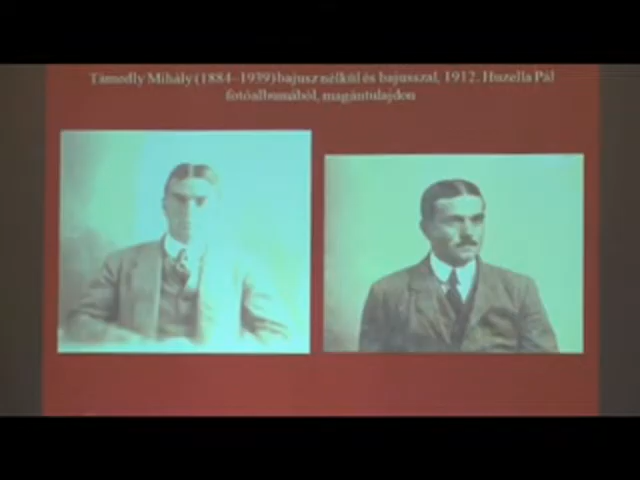 Tamedly Mihály (1884–1939) bajusz nélkül és bajusszal, 1912. Huzella Pál
fotóalbumából, magántulajdon